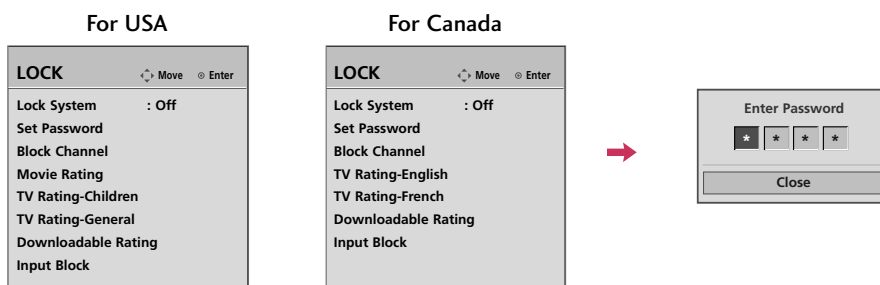 For USA
LOCK Move Enter
Lock System : Off
Set Password
Block Channel
Movie Rating
TV Rating-Children
TV Rating-General
Downloadable Rating
Input Block
For Canada
LOCK Move Enter
Lock System : Off
Set Password
Block Channel
TV Rating-English
TV Rating-French
Downloadable Rating
Input Block
Enter Password
* * * *
Close